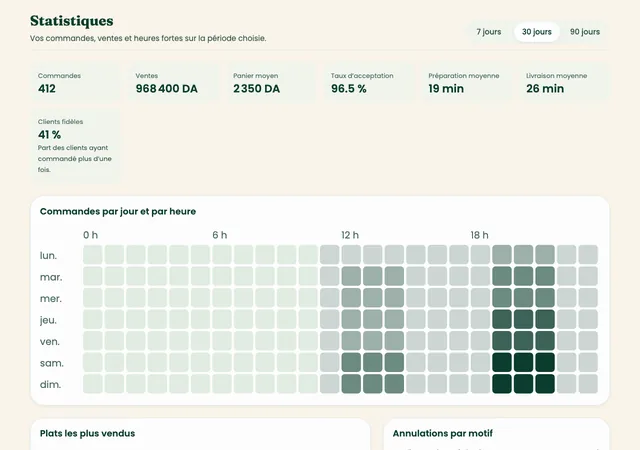 Statistiques
Vos commandes, ventes et heures fortes sur la période choisie.
7 jours
30 jours
90 jours
Commandes
412
Ventes
968 400 DA
Panier moyen
2 350 DA
Taux d'acceptation
96.5 %
Préparation moyenne
19 min
Livraison moyenne
26 min
Clients fidèles
41 %
Part des clients ayant
commandé plus d'une
fois.
Commandes par jour et par heure
0 h
6 h
12 h
18 h
lun.
mar.
mer.
jeu.
ven.
sam.
dim.
Plats les plus vendus
Annulations par motif